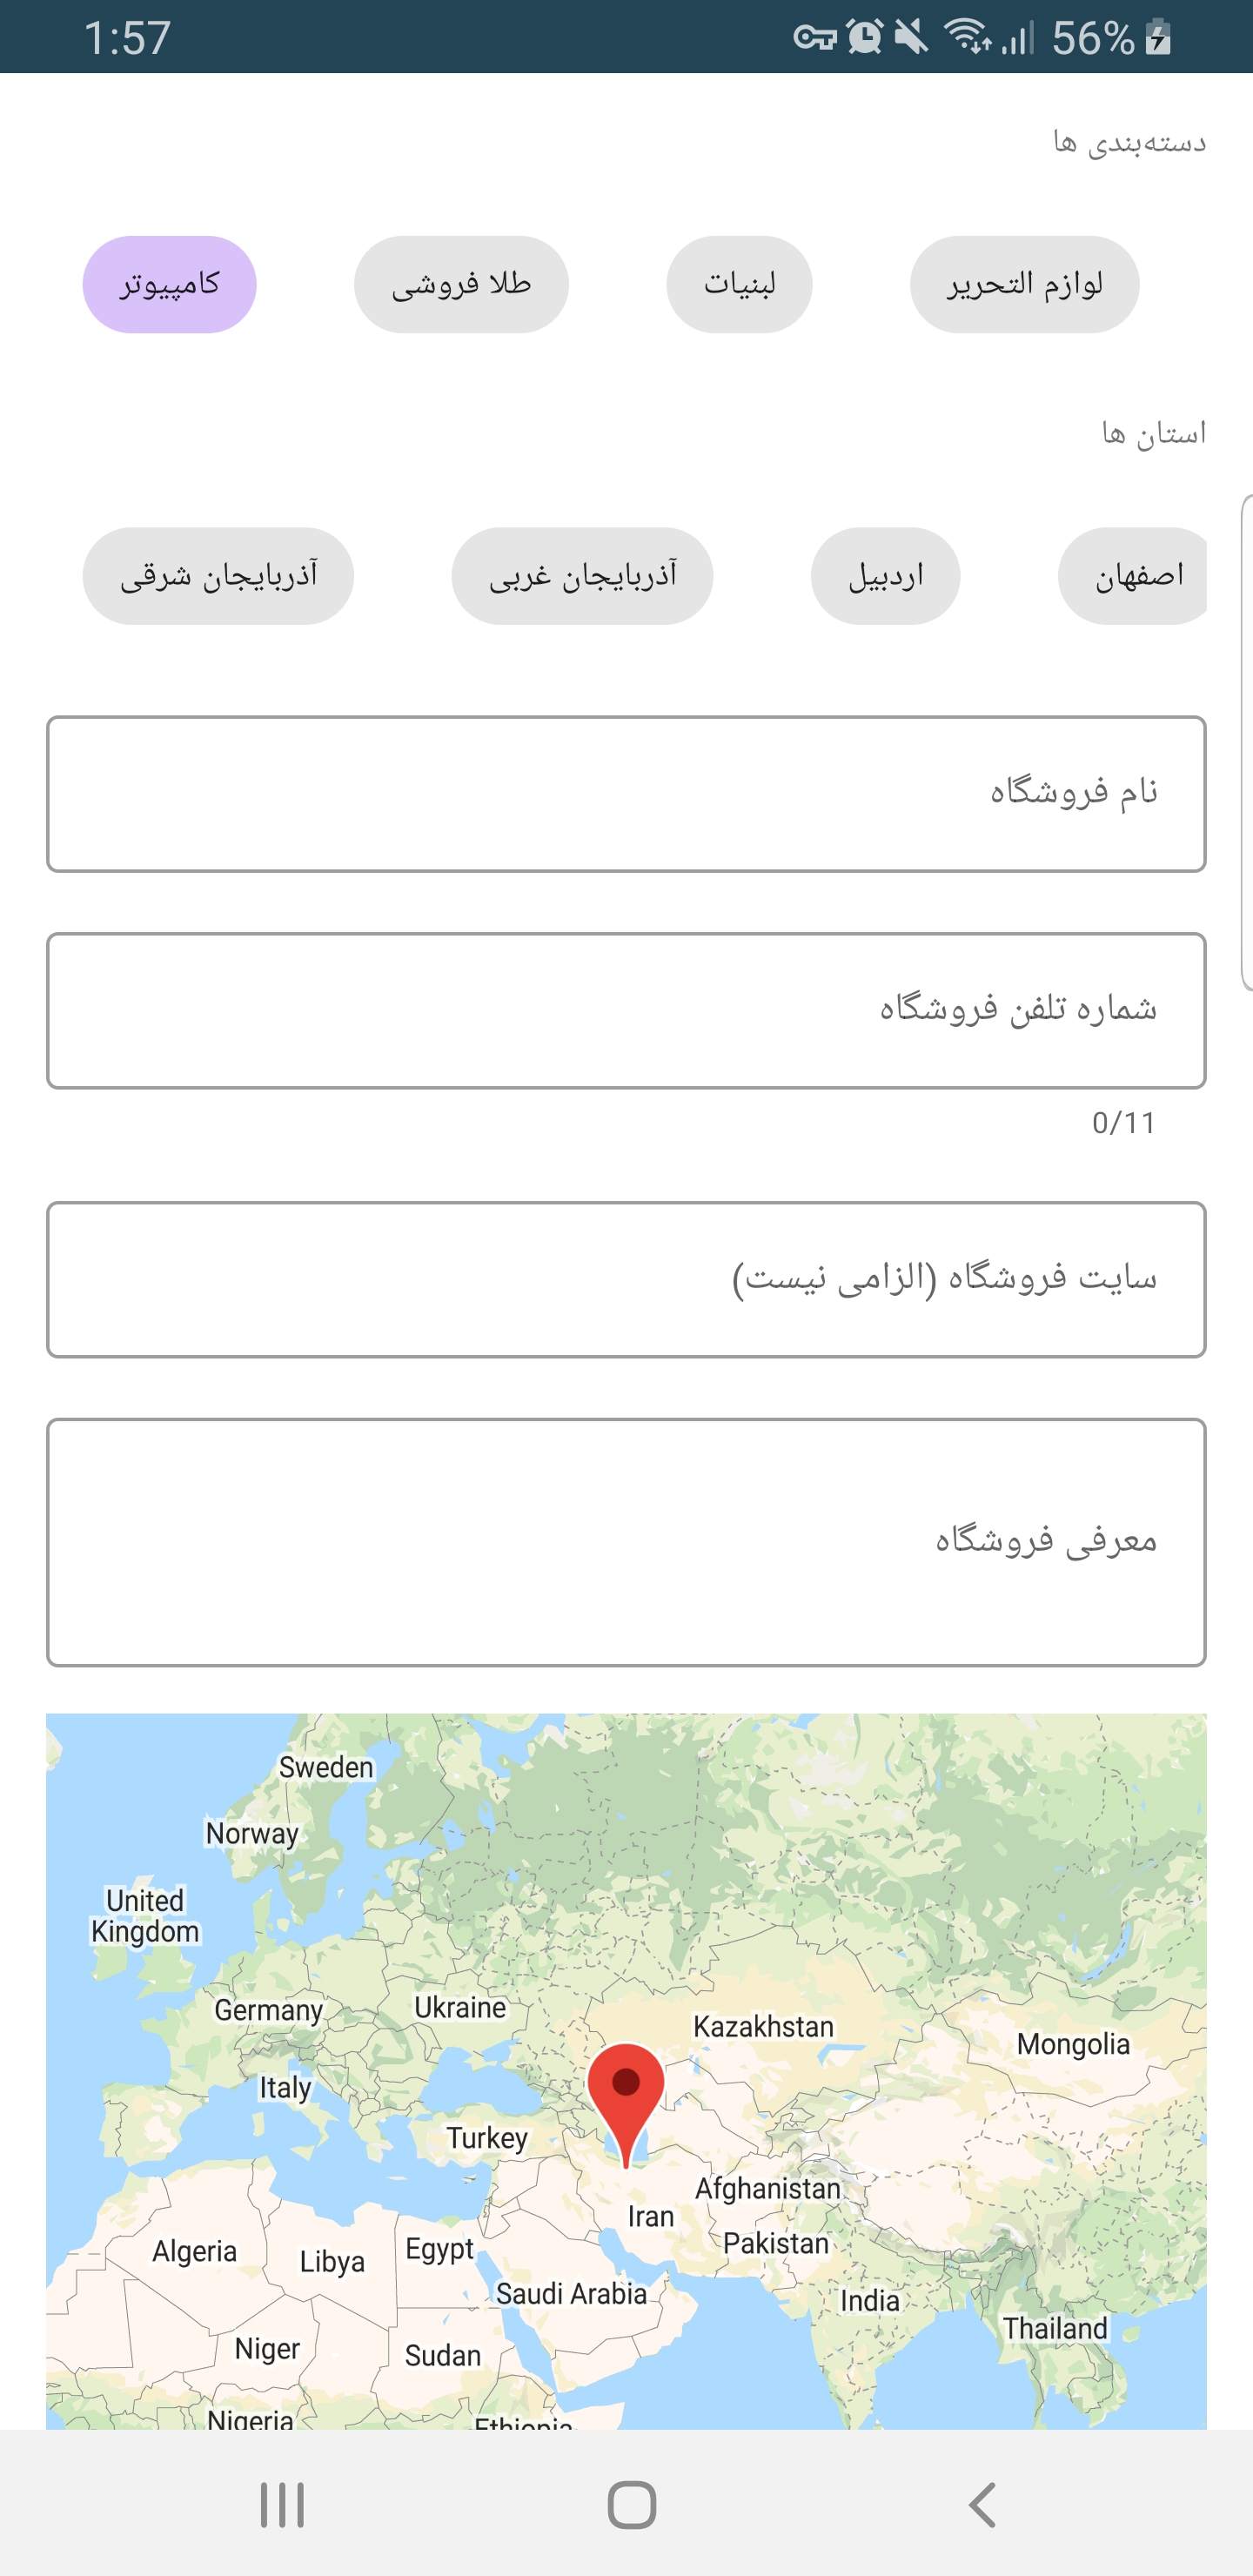 1:57
56%
دسته‌بندی ها
لوازم التحریر
لبنیات
طلا فروشی
کامپیوتر
استان ها
اصفهان
اردبیل
آذربایجان غربی
آذربایجان شرقی
نام فروشگاه
شماره تلفن فروشگاه
0/11
سایت فروشگاه (الزامی نیست)
معرفی فروشگاه
Sweden
Norway
United
Kingdom
Germany
Ukraine
Kazakhstan
Mongolia
Italy
Turkey
Afghanistan
Iran
Pakistan
Algeria
Libya
Egypt
Saudi Arabia
India
Thailand
Niger
Sudan
Nigeria
Ethiopia